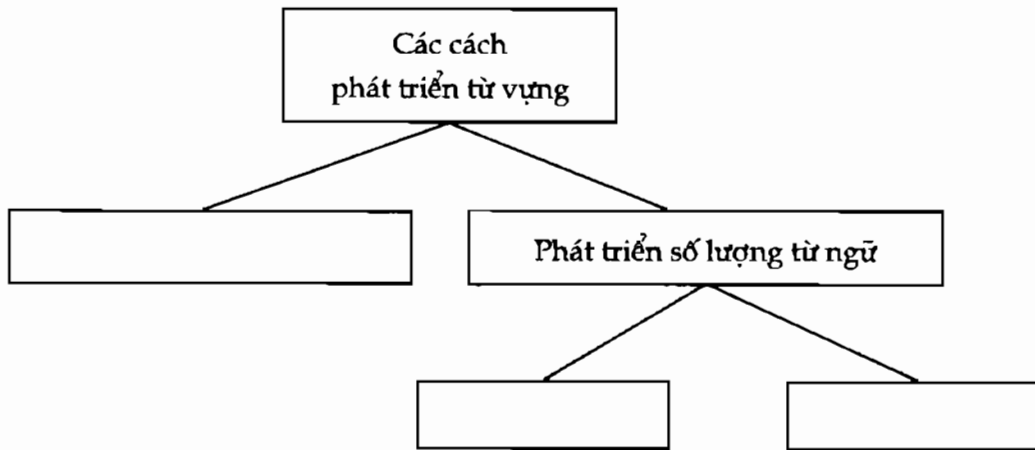 Các cách
phát triển từ vựng
Phát triển số lượng từ ngữ